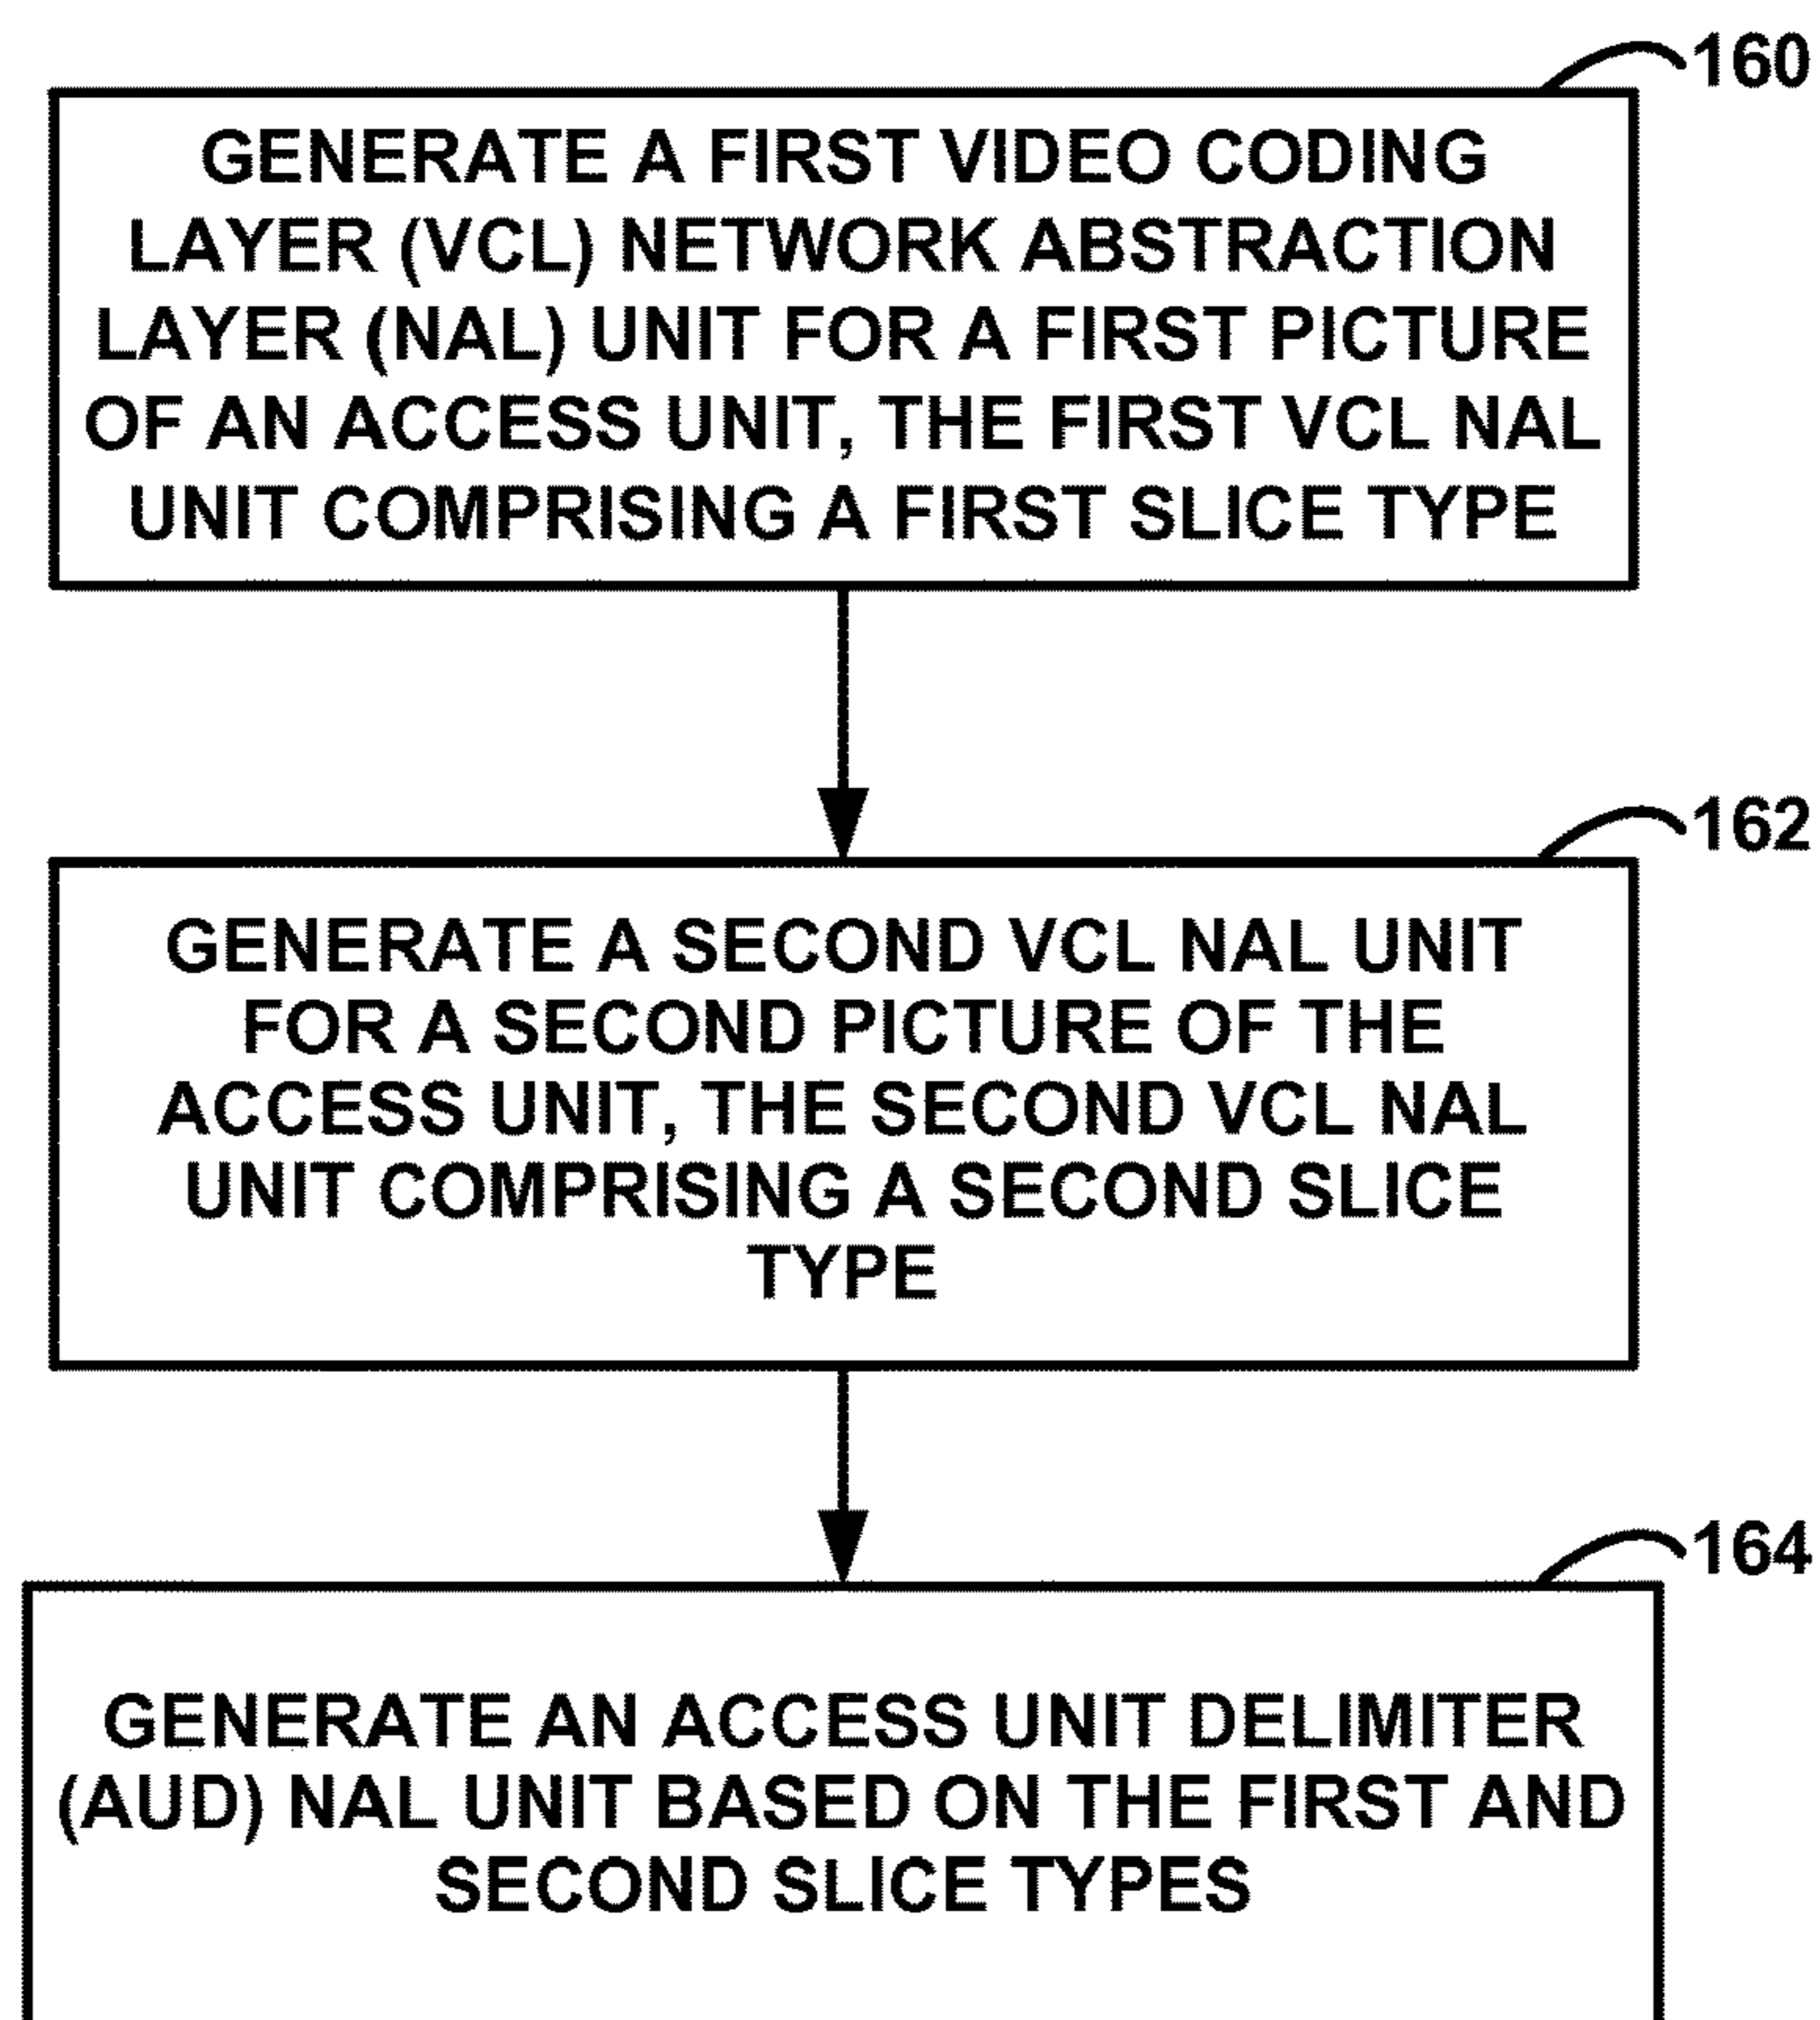 160
GENERATE A FIRST VIDEO CODING
LAYER (VCL) NETWORK ABSTRACTION
LAYER (NAL) UNIT FOR A FIRST PICTURE
OF AN ACCESS UNIT, THE FIRST VCL NAL
UNIT COMPRISING A FIRST SLICE TYPE
162
GENERATE A SECOND VCL NAL UNIT
FOR A SECOND PICTURE OF THE
ACCESS UNIT, THE SECOND VCL NAL
UNIT COMPRISING A SECOND SLICE
TYPE
164
GENERATE AN ACCESS UNIT DELIMITER
(AUD) NAL UNIT BASED ON THE FIRST AND
SECOND SLICE TYPES